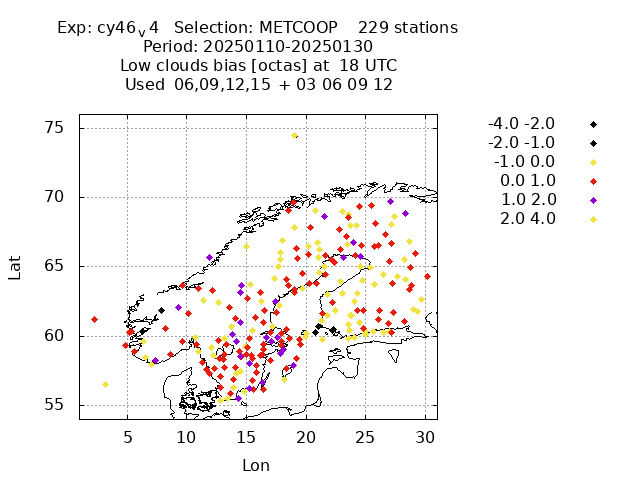 Exp: cy46v4   Selection: METCOOP    229 stations
Period: 20250110-20250130
Low clouds bias [octas] at  18 UTC
Used  06,09,12,15  + 03 06 09 12
-4.0 -2.0
-2.0 -1.0
-1.0  0.0
0.0  1.0
1.0  2.0
2.0  4.0
75
70
65
60
55
Lat
5 10 15 20 25 30
Lon